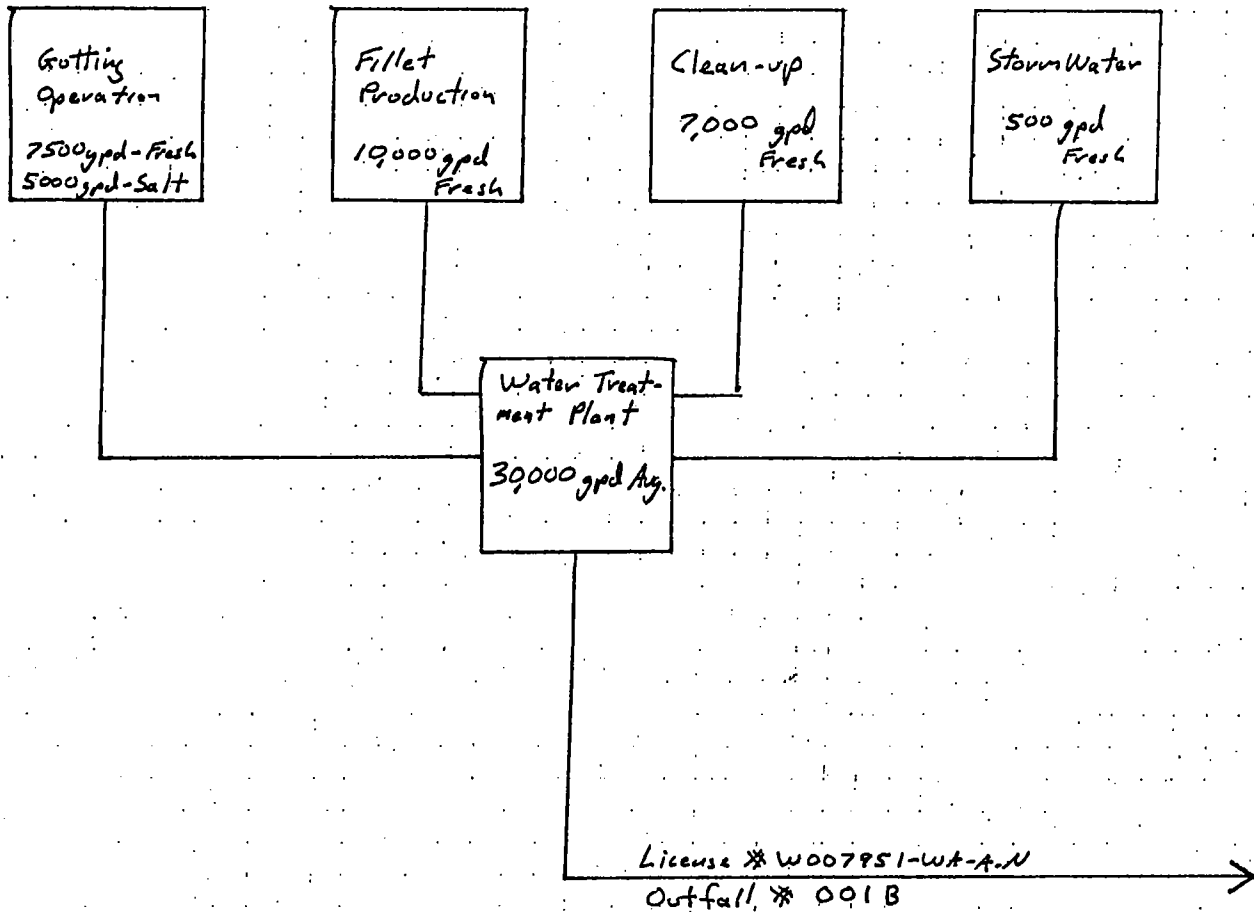 Gutting
Operation
7500gpd-Fresh
5000gpd-Salt
Fillet
Production
10,000gpd
Fresh
Clean-up
7,000 gpd
Fresh
StormWater
500 gpd
Fresh
Water Treat-
ment Plant
30,000 gpd Avg.
License # W007951-WA-A-N
Outfall # 001B